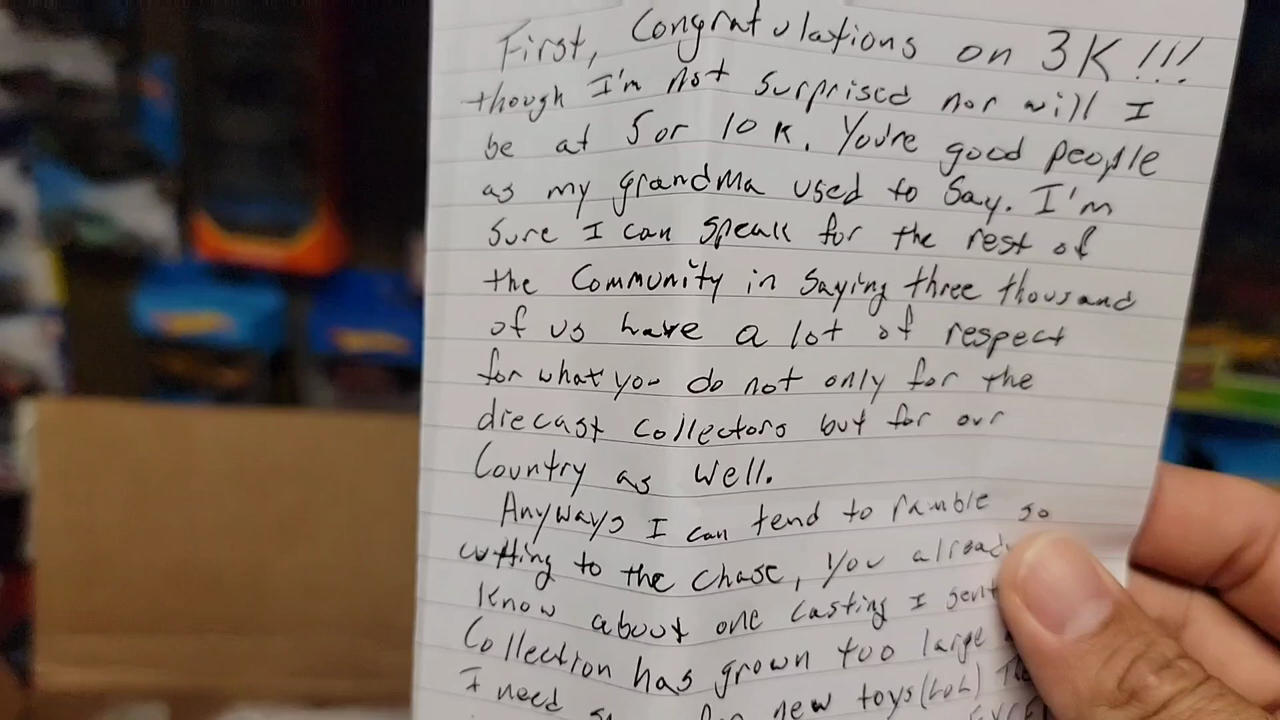 First, Congratulations on 3K!!!
though I'm not surprised nor will I
be at 5 or 10K. You're good people
as my grandma used to say. I'm
sure I can speak for the rest of
the Community in saying three thousand
of us have a lot of respect
for what you do not only for the
diecast collectors but for our
Country as well.
Anyways I can tend to ramble so
cutting to the chase, you
know about one casting I sent
Collection has grown too large
I need new toys (LoL)